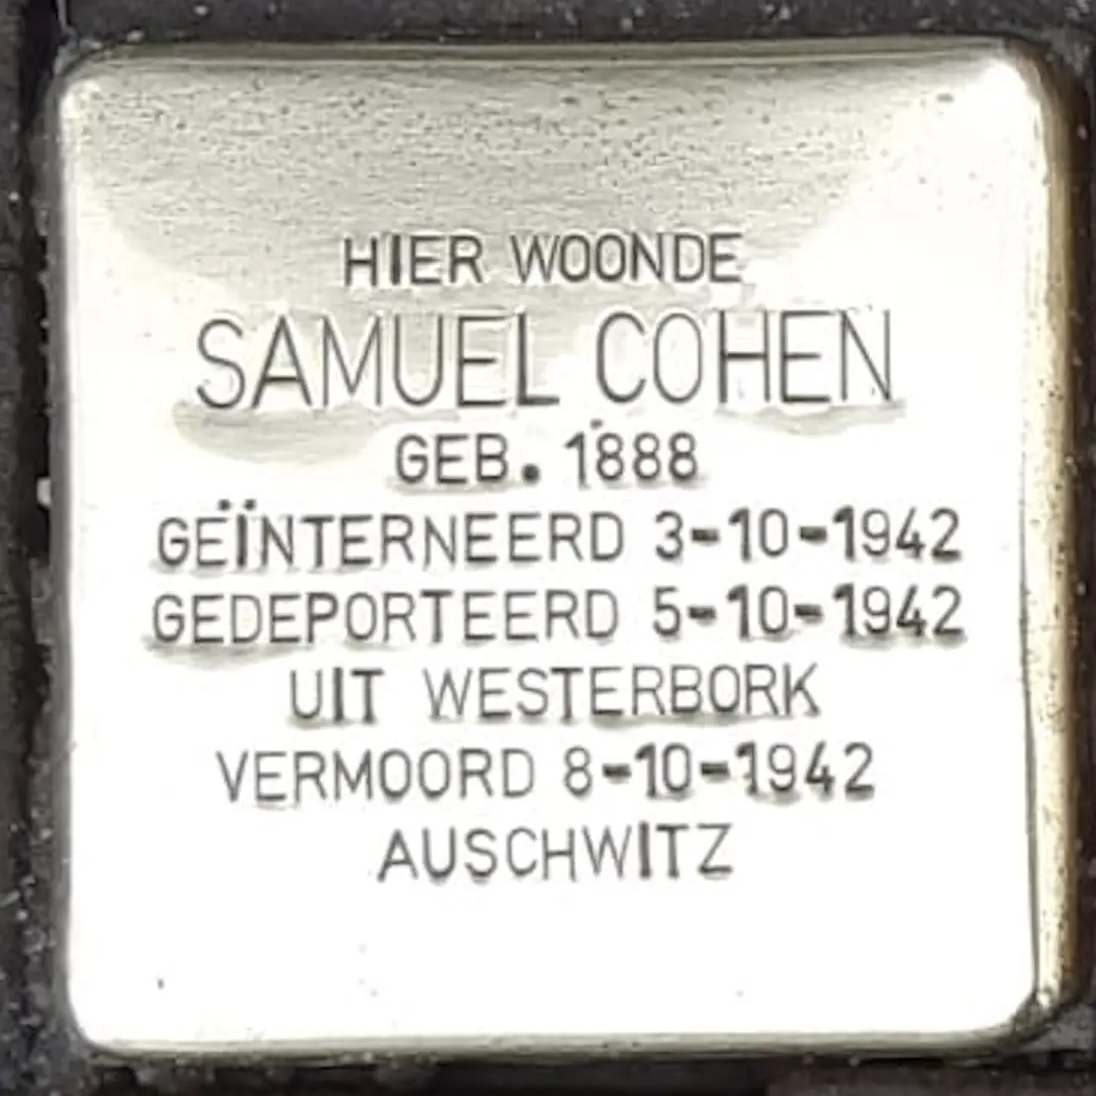 HIER WOONDE
SAMUEL COHEN
GEB. 1888
GEÏNTERNEERD 3-10-1942
GEDEPORTEERD 5-10-1942
UIT WESTERBORK
VERMOORD 8-10-1942
AUSCHWITZ